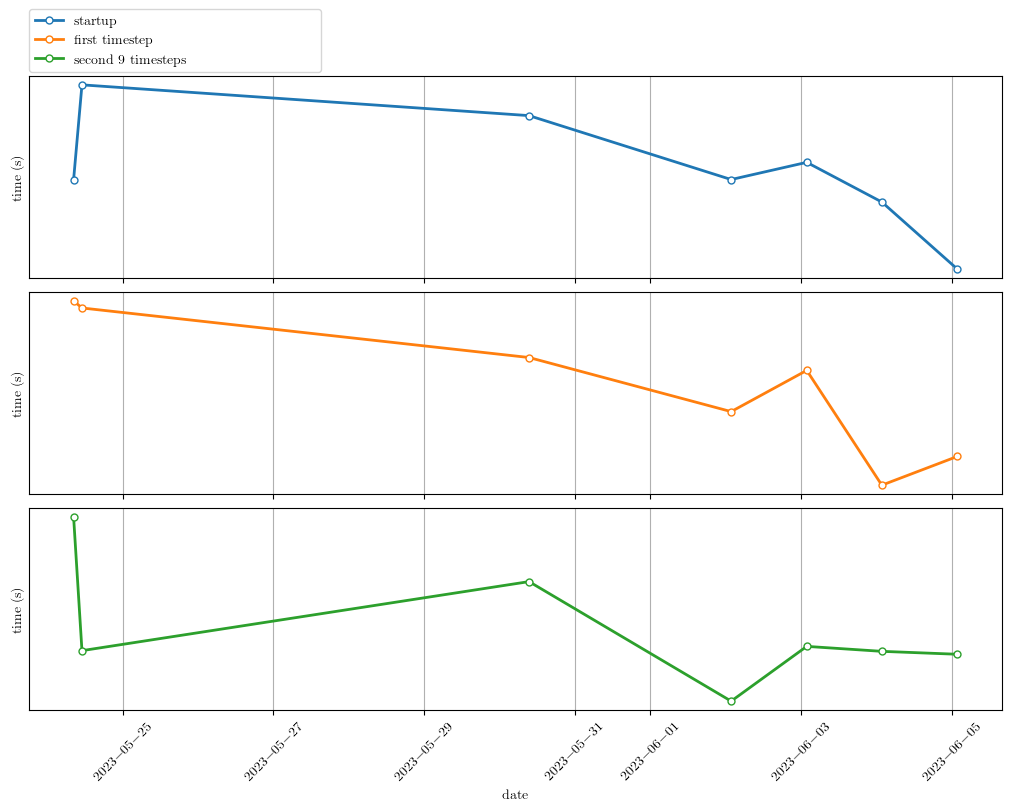 startup
first timestep
second 9 timesteps
time (s)
time (s)
time (s)
2023−05−25
2023−05−27
2023−05−29
2023−05−31
2023−06−01
2023−06−03
2023−06−05
date